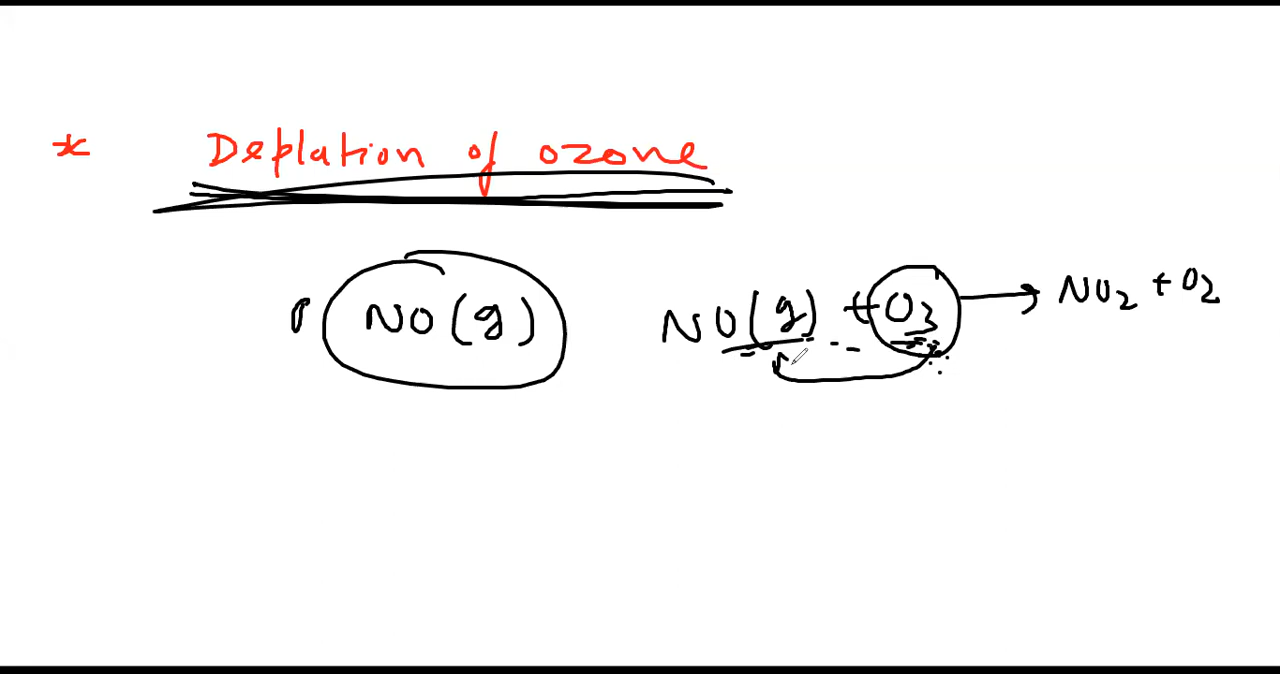 * Deplation of ozone
NO(g) NO(g) + O3 → NO2 + O2